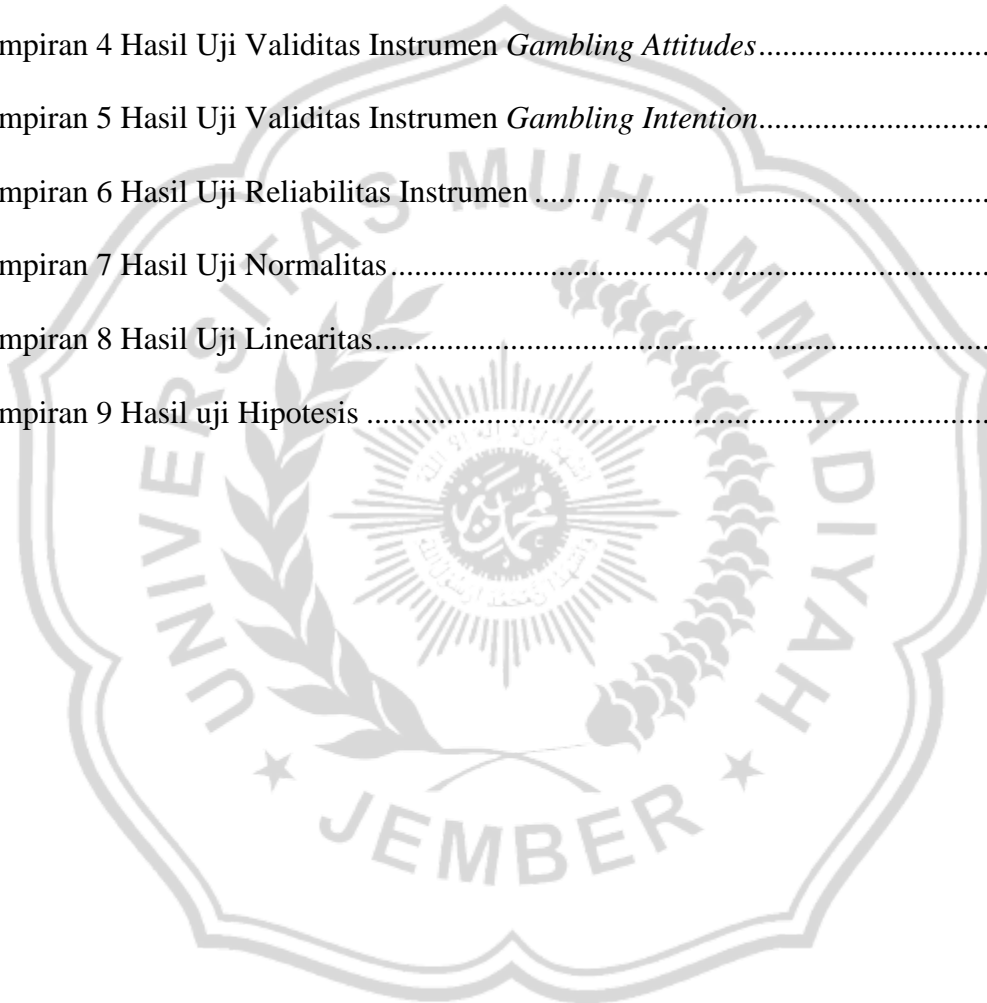 mpiran 4 Hasil Uji Validitas Instrumen Gambling Attitudes....................................
mpiran 5 Hasil Uji Validitas Instrumen Gambling Intention....................................
mpiran 6 Hasil Uji Reliabilitas Instrumen ....................................
mpiran 7 Hasil Uji Normalitas....................................
mpiran 8 Hasil Uji Linearitas....................................
mpiran 9 Hasil uji Hipotesis ....................................
UNIVERSITAS MUHAMMADIYAH
JEMBER